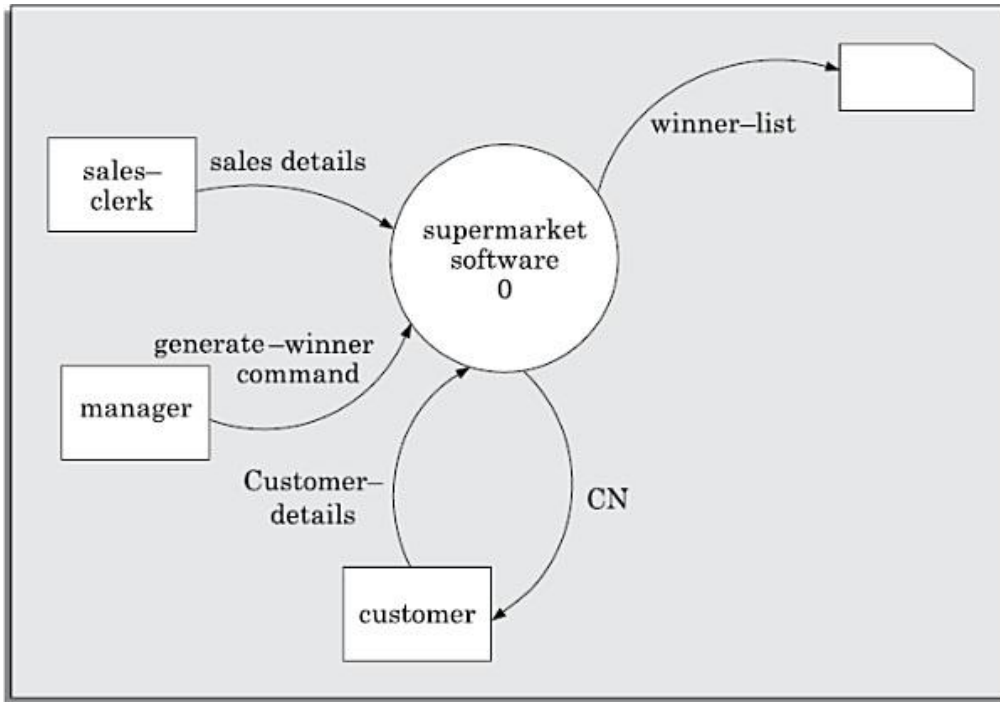 winner–list
sales–
clerk
sales details
supermarket
software
0
generate–winner
command
manager
Customer–
details
CN
customer